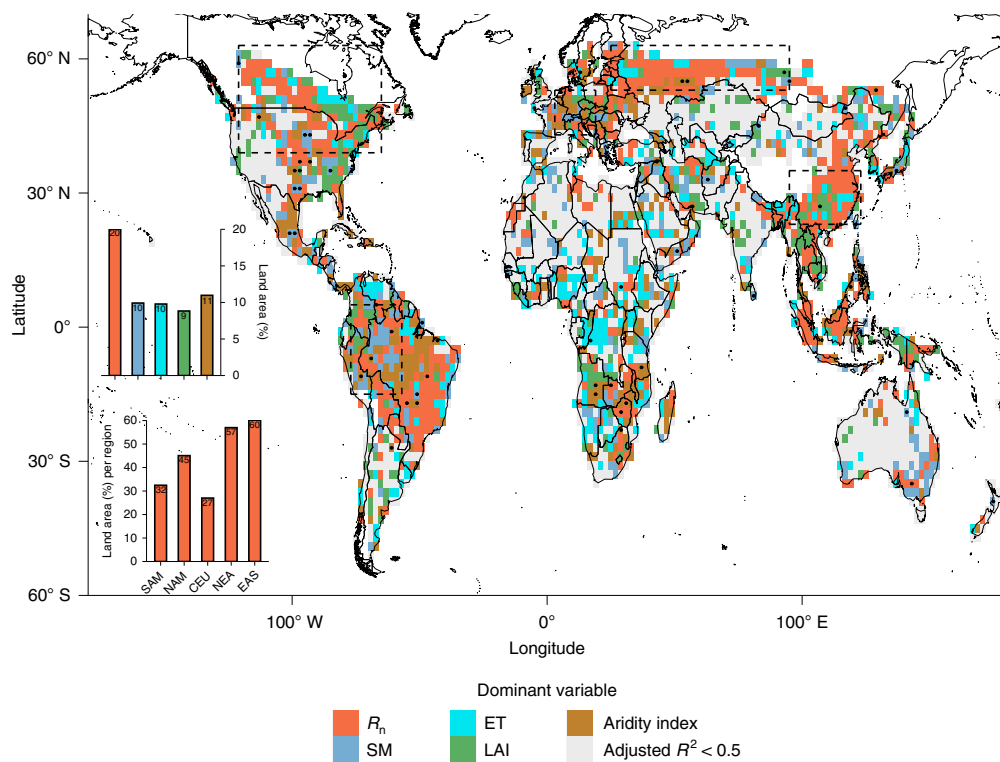 60° N
30° N
0°
30° S
60° S
Latitude
20
10
10
9
11
20
15
10
5
0
Land area (%)
60
50
40
30
20
10
0
Land area (%) per region
32
45
27
57
60
SAM
NAM
CEU
NEA
EAS
100° W
0°
100° E
Longitude
Dominant variable
Rn
ET
Aridity index
SM
LAI
Adjusted R² < 0.5